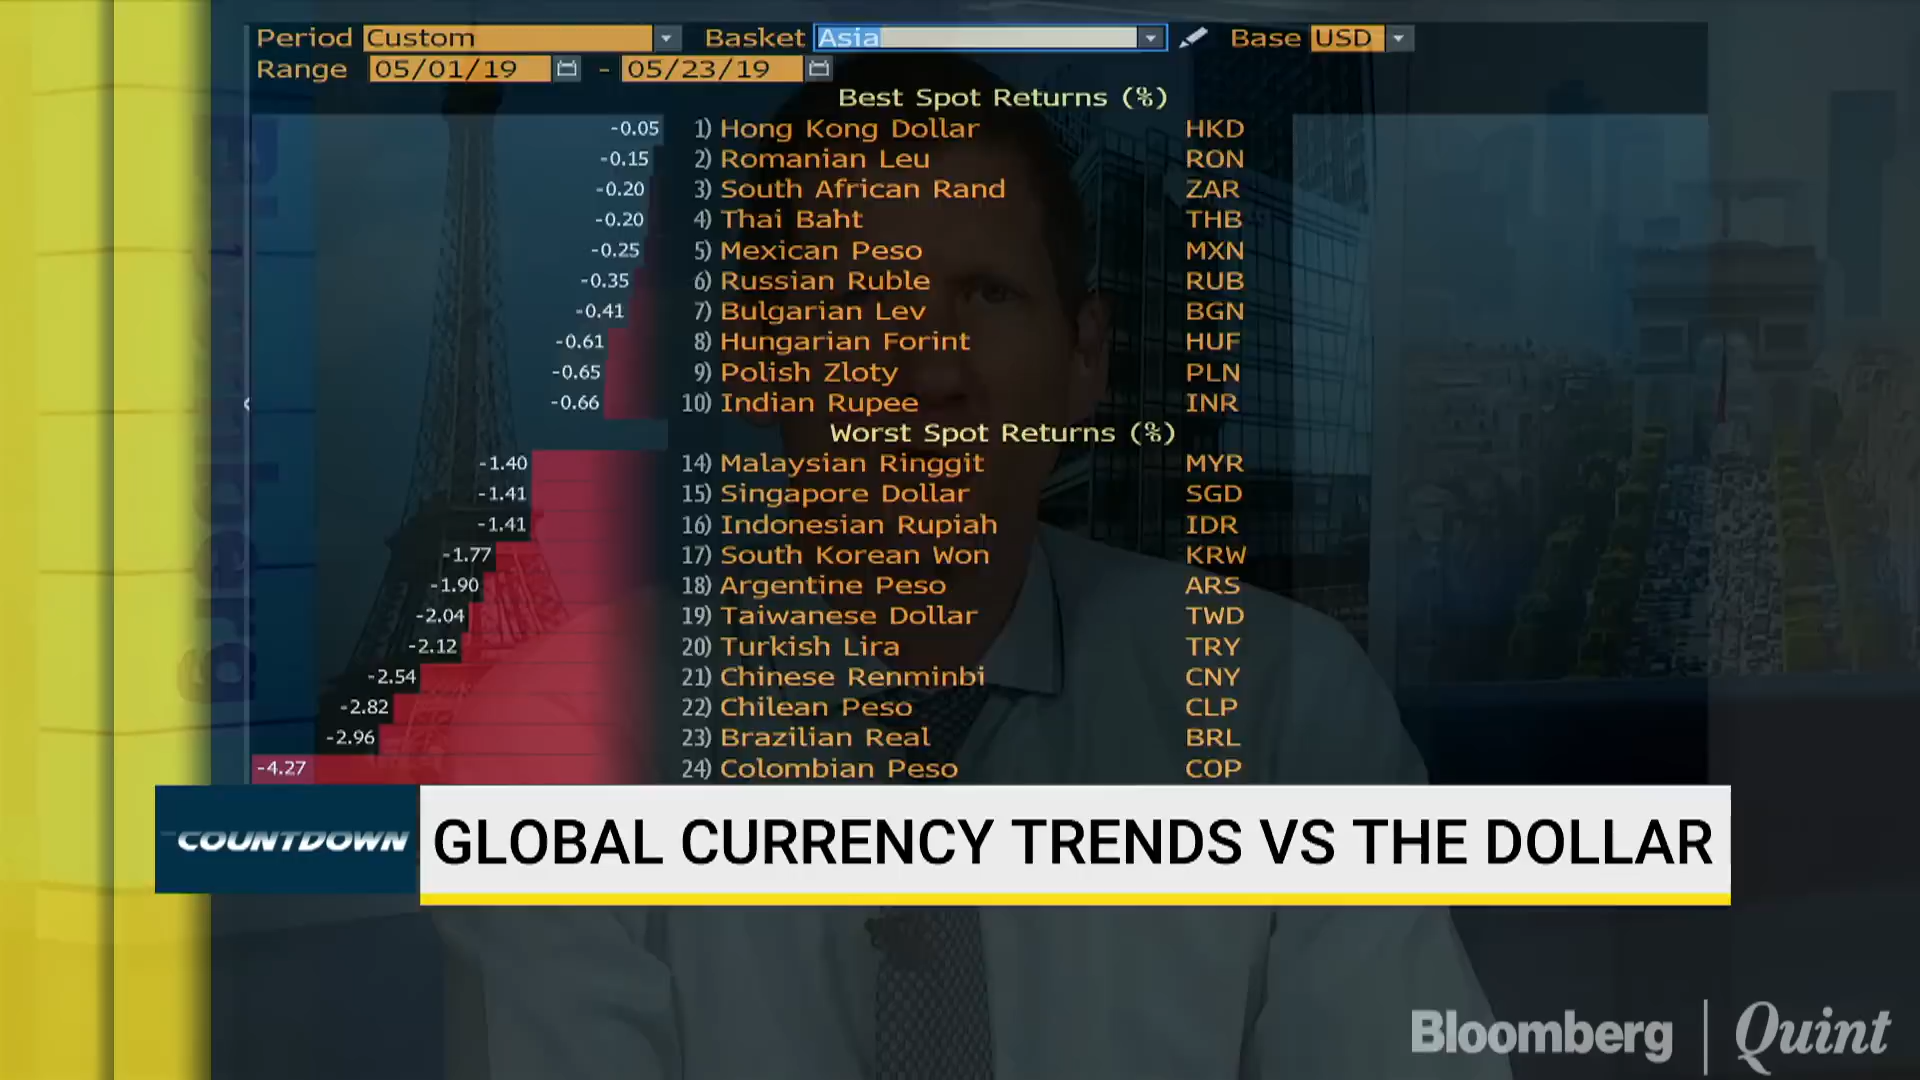 Period Custom Basket Asia Base USD
Range 05/01/19 - 05/23/19
Best Spot Returns (%)
-0.05 1) Hong Kong Dollar HKD
-0.15 2) Romanian Leu RON
-0.20 3) South African Rand ZAR
-0.20 4) Thai Baht THB
-0.25 5) Mexican Peso MXN
-0.35 6) Russian Ruble RUB
-0.41 7) Bulgarian Lev BGN
-0.61 8) Hungarian Forint HUF
-0.65 9) Polish Zloty PLN
-0.66 10) Indian Rupee INR
Worst Spot Returns (%)
-1.40 14) Malaysian Ringgit MYR
-1.41 15) Singapore Dollar SGD
-1.41 16) Indonesian Rupiah IDR
-1.77 17) South Korean Won KRW
-1.90 18) Argentine Peso ARS
-2.04 19) Taiwanese Dollar TWD
-2.12 20) Turkish Lira TRY
-2.54 21) Chinese Renminbi CNY
-2.82 22) Chilean Peso CLP
-2.96 23) Brazilian Real BRL
-4.27 24) Colombian Peso COP
COUNTDOWN GLOBAL CURRENCY TRENDS VS THE DOLLAR
Bloomberg | Quint
Bloomberg